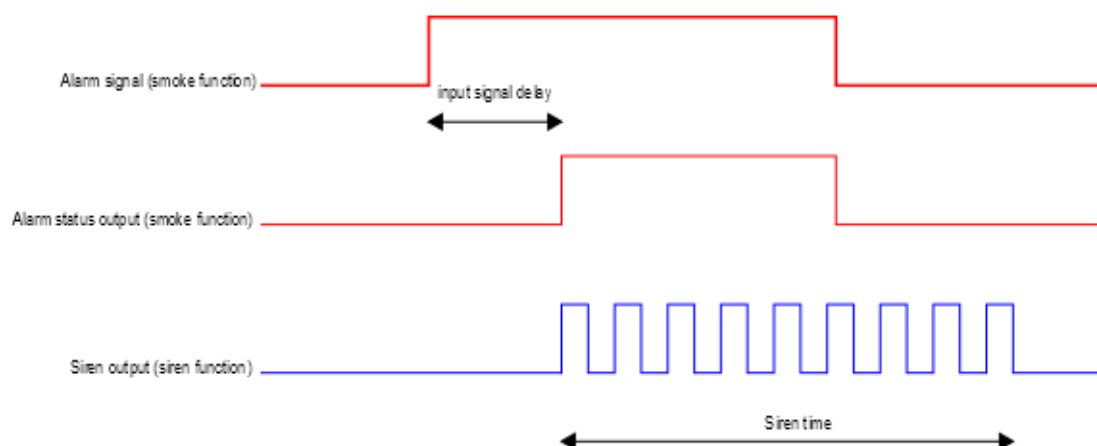 Alarm signal (smoke function)
input signal delay
Alarm status output (smoke function)
Siren output (siren function)
Siren time